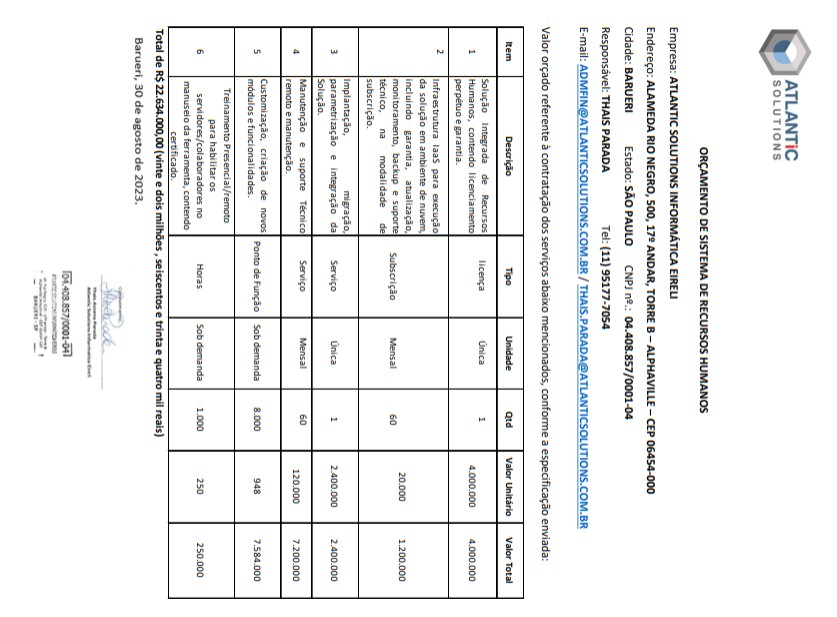 ATLANTiC
SOLUTIONS
ORÇAMENTO DE SISTEMA DE RECURSOS HUMANOS
Empresa: ATLANTIC SOLUTIONS INFORMÁTICA EIRELI
Endereço: ALAMEDA RIO NEGRO, 500, 17º ANDAR, TORRE B – ALPHAVILLE – CEP 06454-000
Cidade: BARUERI Estado: SÃO PAULO CNPJ nº.: 04.408.857/0001-04
Responsável: THAIS PARADA Tel: (11) 95177-7054
E-mail: ADMFIN@ATLANTICSOLUTIONS.COM.BR / THAIS.PARADA@ATLANTICSOLUTIONS.COM.BR
Valor orçado referente à contratação dos serviços abaixo mencionados, conforme a especificação enviada:
Item Descrição Tipo Unidade Qtd Valor Unitário Valor Total
Solução Integrada de Recursos
1 Humanos, contendo licenciamento licença Única 1 4.000.000 4.000.000
perpétuo e garantia.
Infraestrutura IaaS para execução
da solução em ambiente de nuvem,
2 incluindo garantia, atualização, Subscrição Mensal 60 20.000 1.200.000
monitoramento, backup e suporte
técnico, na modalidade de
subscrição.
Implantação, migração,
3 parametrização e integração da Serviço Única 1 2.400.000 2.400.000
Solução.
4 Manutenção e suporte Técnico Serviço Mensal 60 120.000 7.200.000
remoto e manutenção.
5 Customização, criação de novos Ponto de Função Sob demanda 8.000 948 7.584.000
módulos e funcionalidades.
Treinamento Presencial/remoto
para habilitar os
6 servidores/colaboradores no Horas Sob demanda 1.000 250 250.000
manuseio da ferramenta, contendo
certificado.
Total de R$ 22.634.000,00 (vinte e dois milhões , seiscentos e trinta e quatro mil reais)
Barueri, 30 de agosto de 2023.
Thais Parada
Atlantic Solutions Informatica Eireli
04.408.857/0001-04
BARUERI - SP